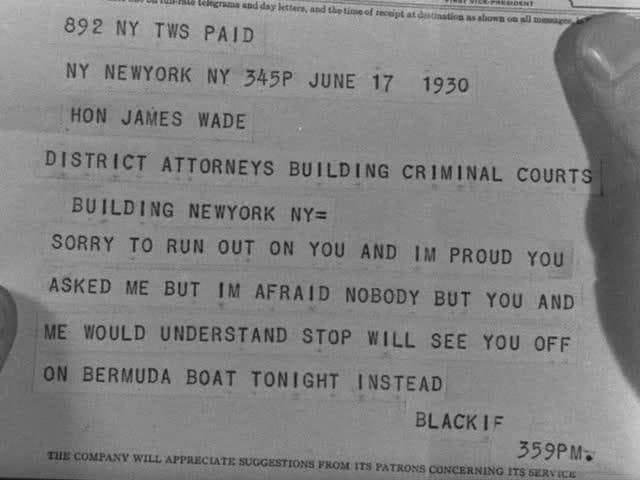 full-rate telegrams and day letters, and the time of receipt at destination as shown on all messages,
VICE-PRESIDENT
892 NY TWS PAID
NY NEWYORK NY 345P JUNE 17 1930
HON JAMES WADE
DISTRICT ATTORNEYS BUILDING CRIMINAL COURTS
BUILDING NEWYORK NY=
SORRY TO RUN OUT ON YOU AND IM PROUD YOU
ASKED ME BUT IM AFRAID NOBODY BUT YOU AND
ME WOULD UNDERSTAND STOP WILL SEE YOU OFF
ON BERMUDA BOAT TONIGHT INSTEAD
BLACKIE
359PM.
THE COMPANY WILL APPRECIATE SUGGESTIONS FROM ITS PATRONS CONCERNING ITS SERVICE